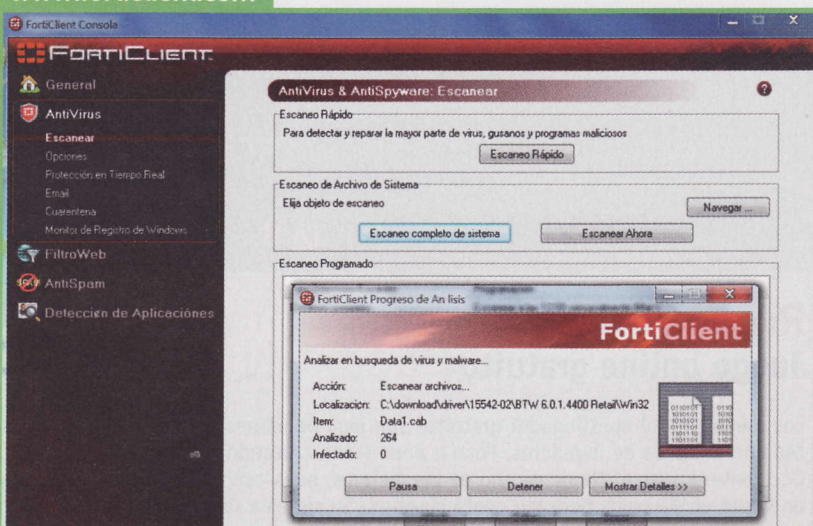 FortiClient Consola
FORTICLIENT
General
AntiVirus
Escanear
Opciones
Protección en Tiempo Real
Email
Cuarentena
Monitor de Registro de Windows
FiltroWeb
AntiSpam
Detección de Aplicaciónes
AntiVirus & AntiSpyware: Escanear
?
Escaneo Rápido
Para detectar y reparar la mayor parte de virus, gusanos y programas maliciosos
Escaneo Rápido
Escaneo de Archivo de Sistema
Elija objeto de escaneo
Navegar ...
Escaneo completo de sistema
Escanear Ahora
Escaneo Programado
FortiClient Progreso de An lisis
FortiClient
Analizar en busqueda de virus y malware...
Acción: Escanear archivos...
Localización: C:\download\driver\15542-02\BTW 6.0.1.4400 Retail\Win32
Item: Data1.cab
Analizado: 264
Infectado: 0
Pausa
Detener
Mostrar Detalles >>